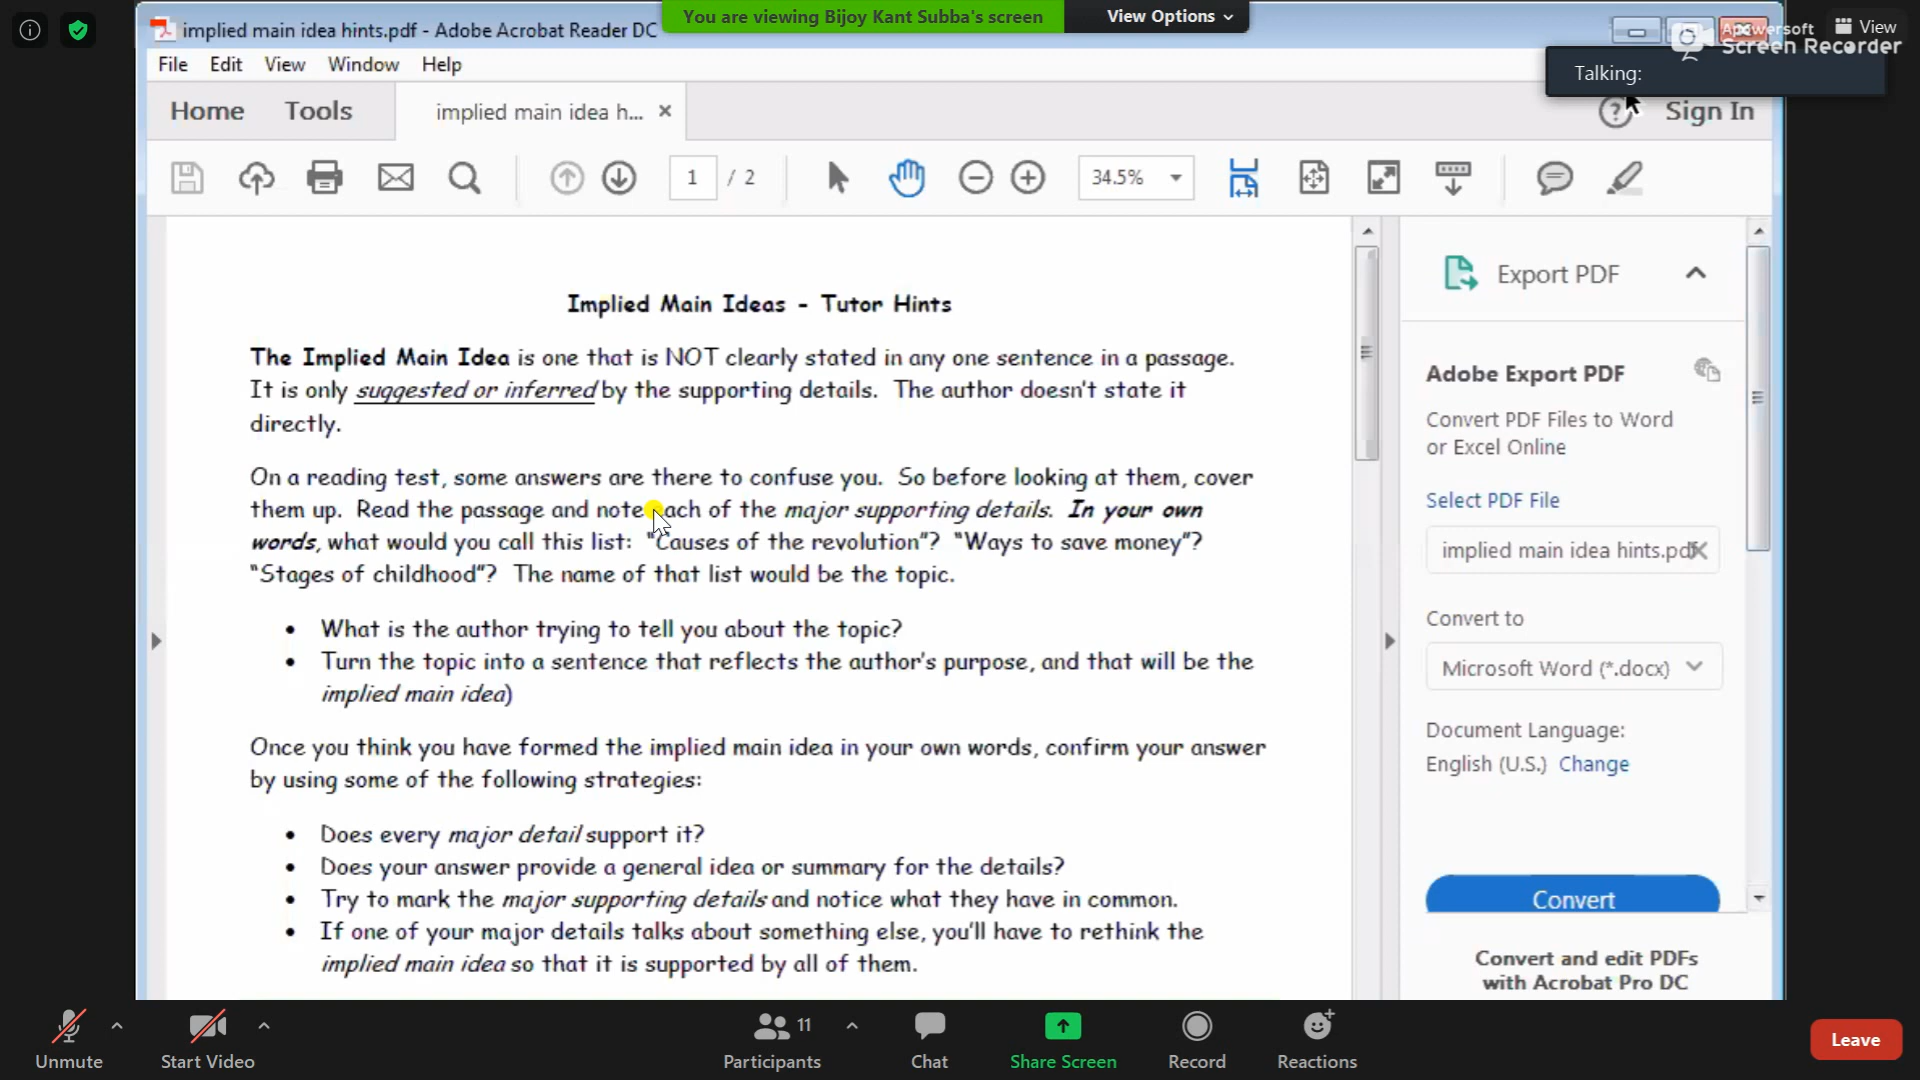 You are viewing Bijoy Kant Subba's screen
View Options
View
implied main idea hints.pdf - Adobe Acrobat Reader DC
Apowersoft
Screen Recorder
File Edit View Window Help
Talking:
Home Tools implied main idea h... Sign In
1 / 2 34.5%
Implied Main Ideas - Tutor Hints
The Implied Main Idea is one that is NOT clearly stated in any one sentence in a passage.
It is only suggested or inferred by the supporting details. The author doesn't state it
directly.
On a reading test, some answers are there to confuse you. So before looking at them, cover
them up. Read the passage and note each of the major supporting details. In your own
words, what would you call this list: "Causes of the revolution"? "Ways to save money"?
"Stages of childhood"? The name of that list would be the topic.
• What is the author trying to tell you about the topic?
• Turn the topic into a sentence that reflects the author's purpose, and that will be the
implied main idea)
Once you think you have formed the implied main idea in your own words, confirm your answer
by using some of the following strategies:
• Does every major detail support it?
• Does your answer provide a general idea or summary for the details?
• Try to mark the major supporting details and notice what they have in common.
• If one of your major details talks about something else, you'll have to rethink the
implied main idea so that it is supported by all of them.
Export PDF
Adobe Export PDF
Convert PDF Files to Word
or Excel Online
Select PDF File
implied main idea hints.pdf
Convert to
Microsoft Word (*.docx)
Document Language:
English (U.S.) Change
Convert
Convert and edit PDFs
with Acrobat Pro DC
Unmute
Start Video
Participants 11
Chat
Share Screen
Record
Reactions
Leave